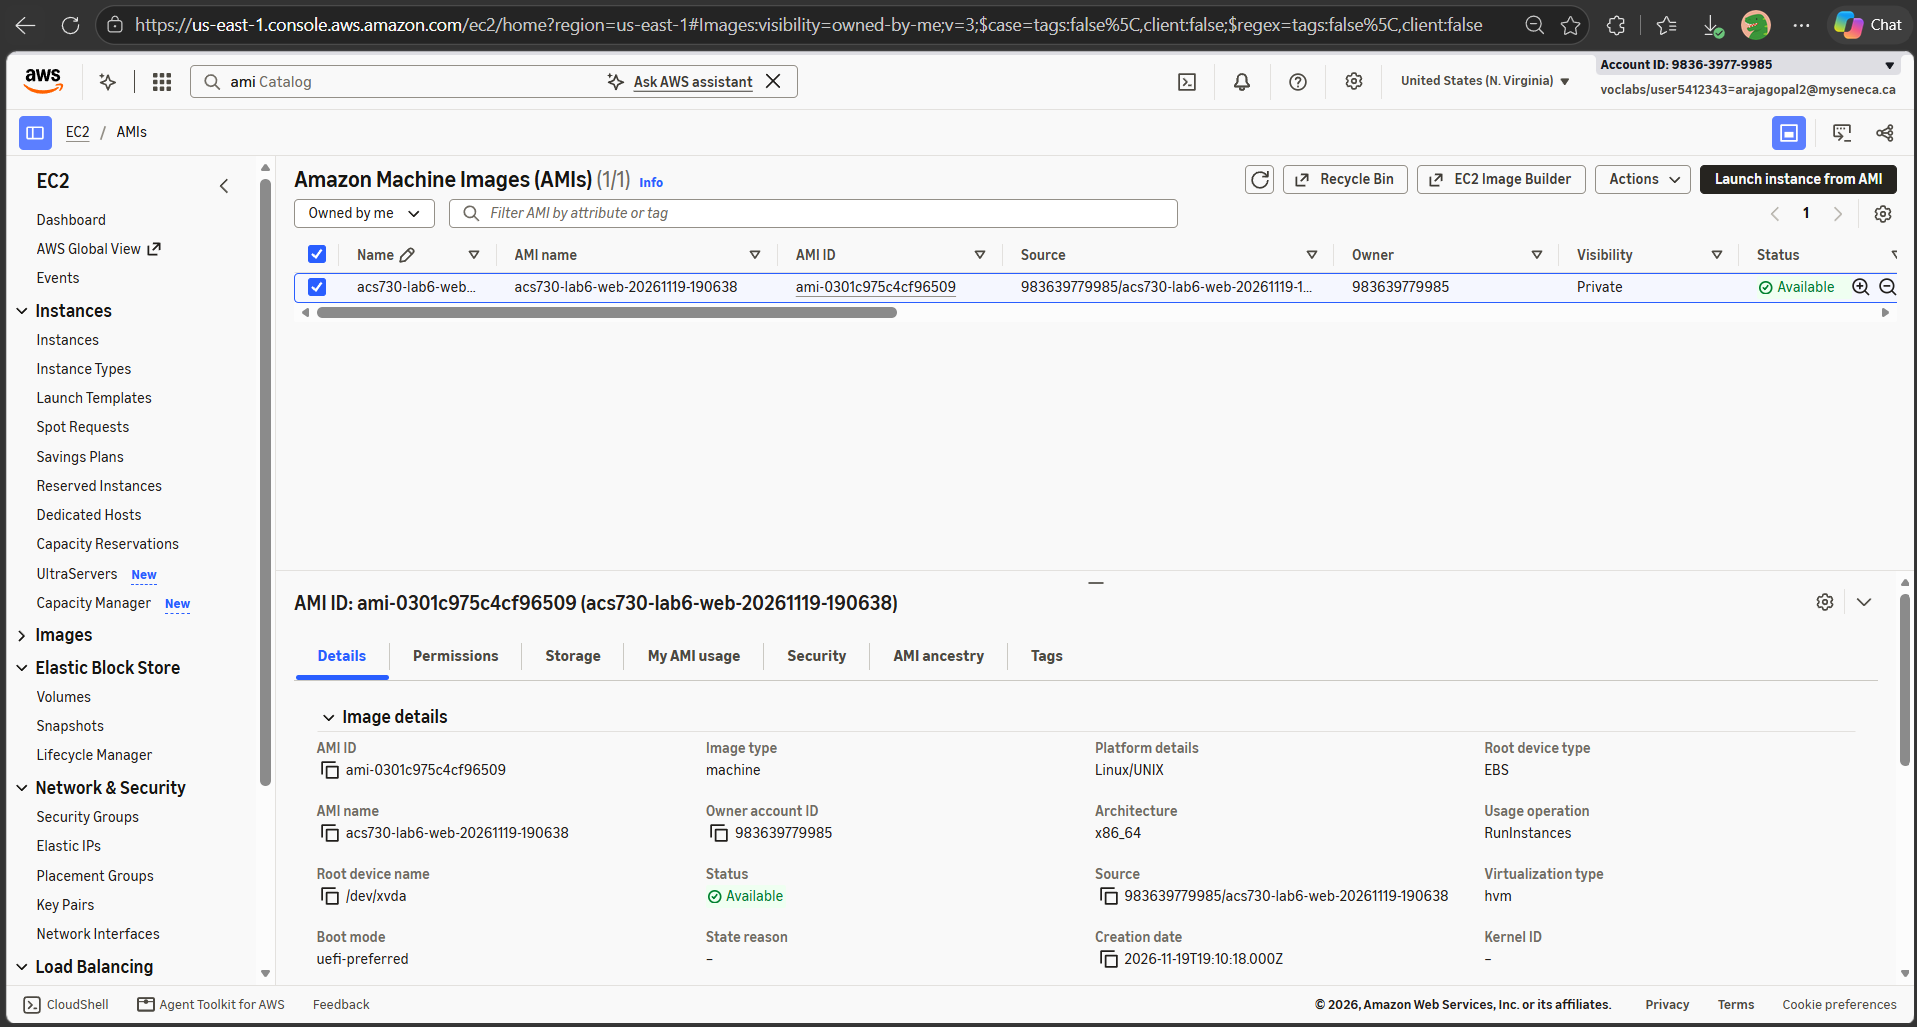 https://us-east-1.console.aws.amazon.com/ec2/home?region=us-east-1#Images:visibility=owned-by-me;v=3;$case=tags:false%5C,client:false;$regex=tags:false%5C,client:false
Chat
aws
ami Catalog
Ask AWS assistant
United States (N. Virginia)
Account ID: 9836-3977-9985
voclabs/user5412343=arajagopal2@myseneca.ca
EC2 / AMIs
EC2
Dashboard
AWS Global View
Events
Instances
Instances
Instance Types
Launch Templates
Spot Requests
Savings Plans
Reserved Instances
Dedicated Hosts
Capacity Reservations
UltraServers New
Capacity Manager New
Images
Elastic Block Store
Volumes
Snapshots
Lifecycle Manager
Network & Security
Security Groups
Elastic IPs
Placement Groups
Key Pairs
Network Interfaces
Load Balancing
Amazon Machine Images (AMIs) (1/1) Info
Recycle Bin
EC2 Image Builder
Actions
Launch instance from AMI
Owned by me
Filter AMI by attribute or tag
1
Name AMI name AMI ID Source Owner Visibility Status
acs730-lab6-web... acs730-lab6-web-20261119-190638 ami-0301c975c4cf96509 983639779985/acs730-lab6-web-20261119-1... 983639779985 Private Available
AMI ID: ami-0301c975c4cf96509 (acs730-lab6-web-20261119-190638)
Details Permissions Storage My AMI usage Security AMI ancestry Tags
Image details
AMI ID Image type Platform details Root device type
ami-0301c975c4cf96509 machine Linux/UNIX EBS
AMI name Owner account ID Architecture Usage operation
acs730-lab6-web-20261119-190638 983639779985 x86_64 RunInstances
Root device name Status Source Virtualization type
/dev/xvda Available 983639779985/acs730-lab6-web-20261119-190638 hvm
Boot mode State reason Creation date Kernel ID
uefi-preferred – 2026-11-19T19:10:18.000Z –
CloudShell Agent Toolkit for AWS Feedback
© 2026, Amazon Web Services, Inc. or its affiliates. Privacy Terms Cookie preferences